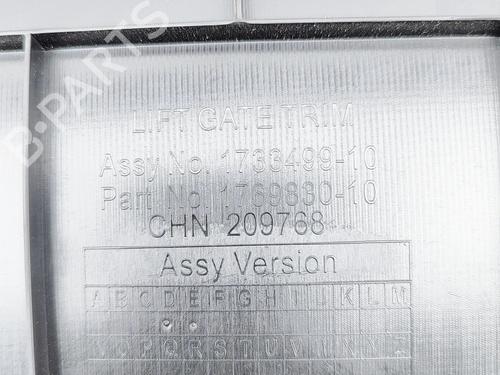 B-PARTS
LIFT GATE TRIM
Assy No. 1733499-10
Part No. 1769830-10
CHN 209768
Assy Version
A B C D E F G H I J K L M
N O P Q R S T U V W X Y Z